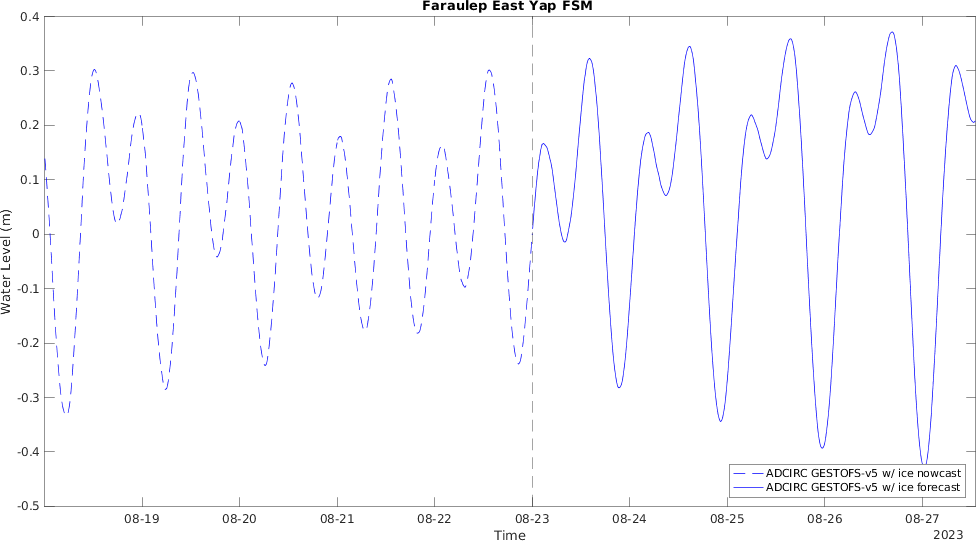 Faraulep East Yap FSM
0.4
0.3
0.2
0.1
0
-0.1
-0.2
-0.3
-0.4
-0.5
Water Level (m)
ADCIRC GESTOFS-v5 w/ ice nowcast
ADCIRC GESTOFS-v5 w/ ice forecast
08-19 08-20 08-21 08-22 08-23 08-24 08-25 08-26 08-27
Time
2023